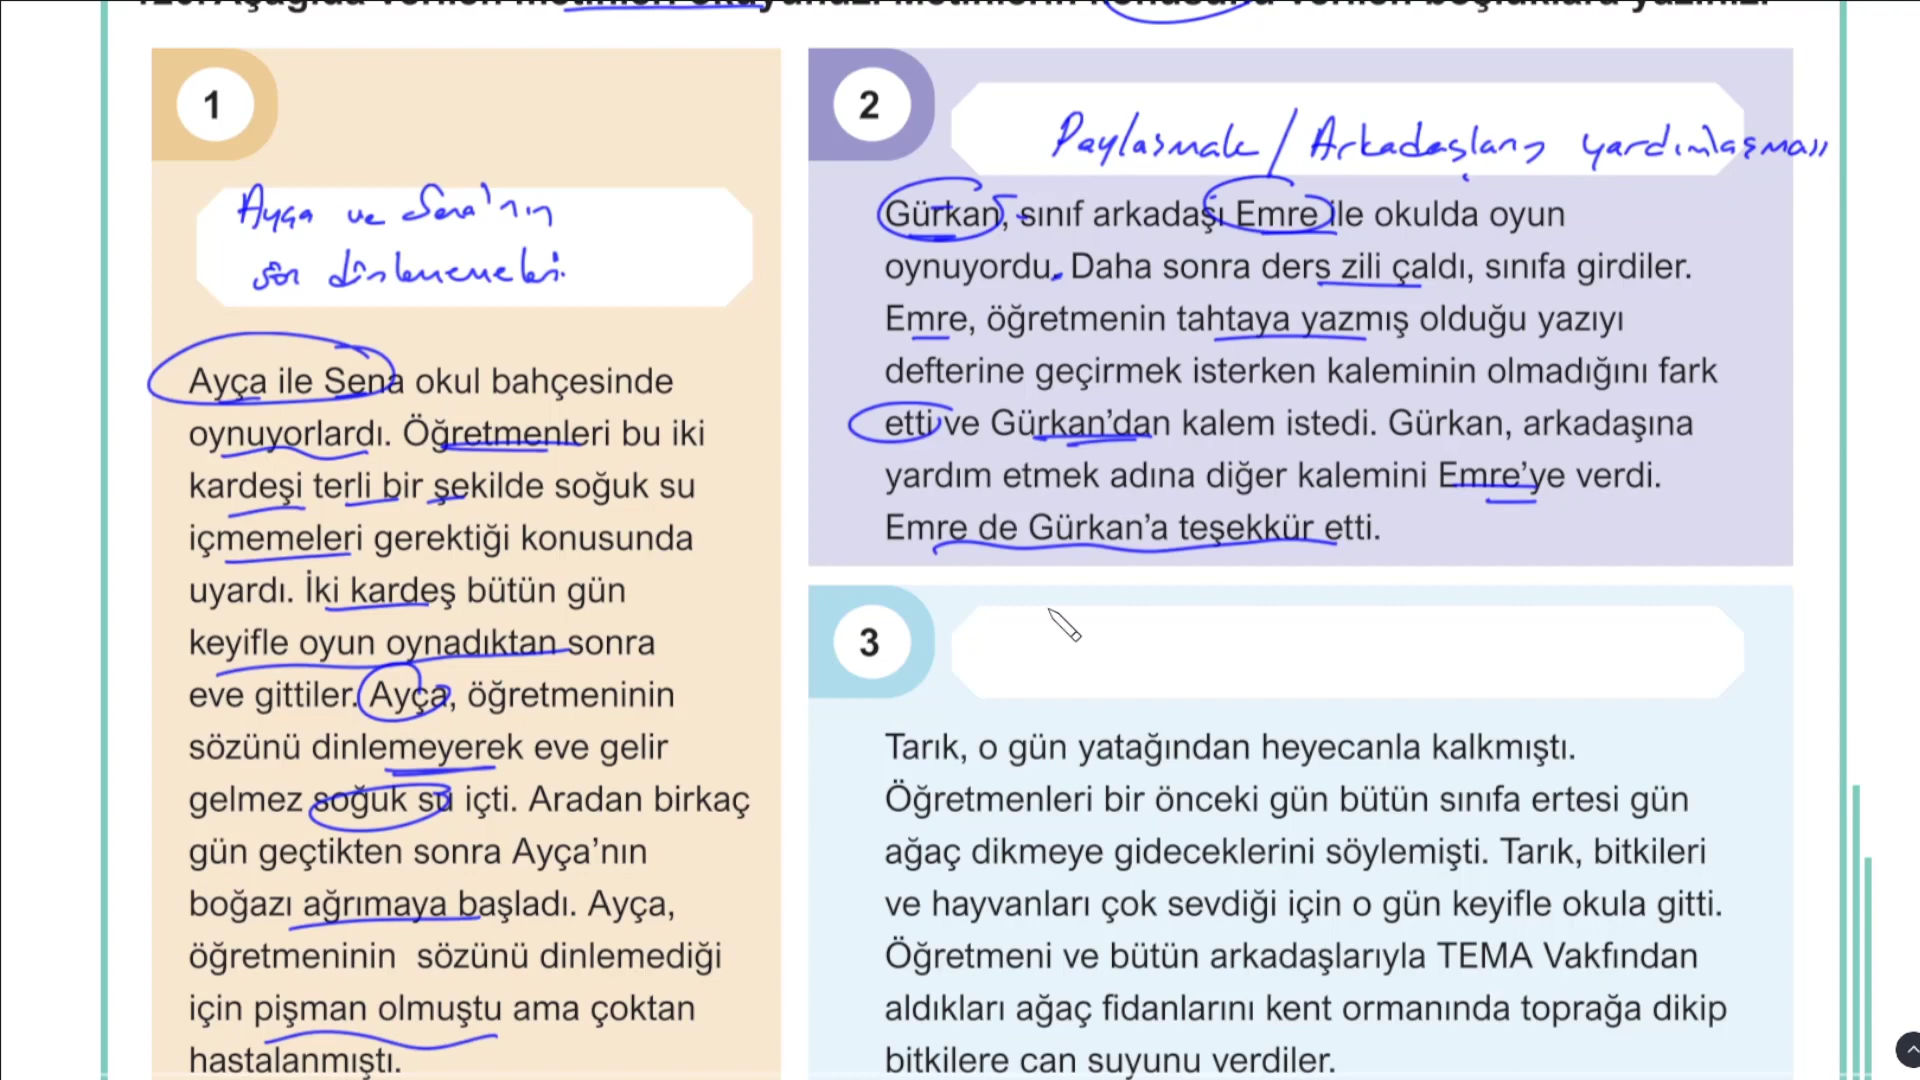 1
Ayça ve Sena'nın
söz dinlememeleri.
Ayça ile Sena okul bahçesinde
oynuyorlardı. Öğretmenleri bu iki
kardeşi terli bir şekilde soğuk su
içmemeleri gerektiği konusunda
uyardı. İki kardeş bütün gün
keyifle oyun oynadıktan sonra
eve gittiler. Ayça, öğretmeninin
sözünü dinlemeyerek eve gelir
gelmez soğuk su içti. Aradan birkaç
gün geçtikten sonra Ayça’nın
boğazı ağrımaya başladı. Ayça,
öğretmeninin sözünü dinlemediği
için pişman olmuştu ama çoktan
hastalanmıştı.
2
Paylaşmak / Arkadaşların yardımlaşması
Gürkan, sınıf arkadaşı Emre ile okulda oyun
oynuyordu. Daha sonra ders zili çaldı, sınıfa girdiler.
Emre, öğretmenin tahtaya yazmış olduğu yazıyı
defterine geçirmek isterken kaleminin olmadığını fark
etti ve Gürkan’dan kalem istedi. Gürkan, arkadaşına
yardım etmek adına diğer kalemini Emre’ye verdi.
Emre de Gürkan’a teşekkür etti.
3
Tarık, o gün yatağından heyecanla kalkmıştı.
Öğretmenleri bir önceki gün bütün sınıfa ertesi gün
ağaç dikmeye gideceklerini söylemişti. Tarık, bitkileri
ve hayvanları çok sevdiği için o gün keyifle okula gitti.
Öğretmeni ve bütün arkadaşlarıyla TEMA Vakfından
aldıkları ağaç fidanlarını kent ormanında toprağa dikip
bitkilere can suyunu verdiler.